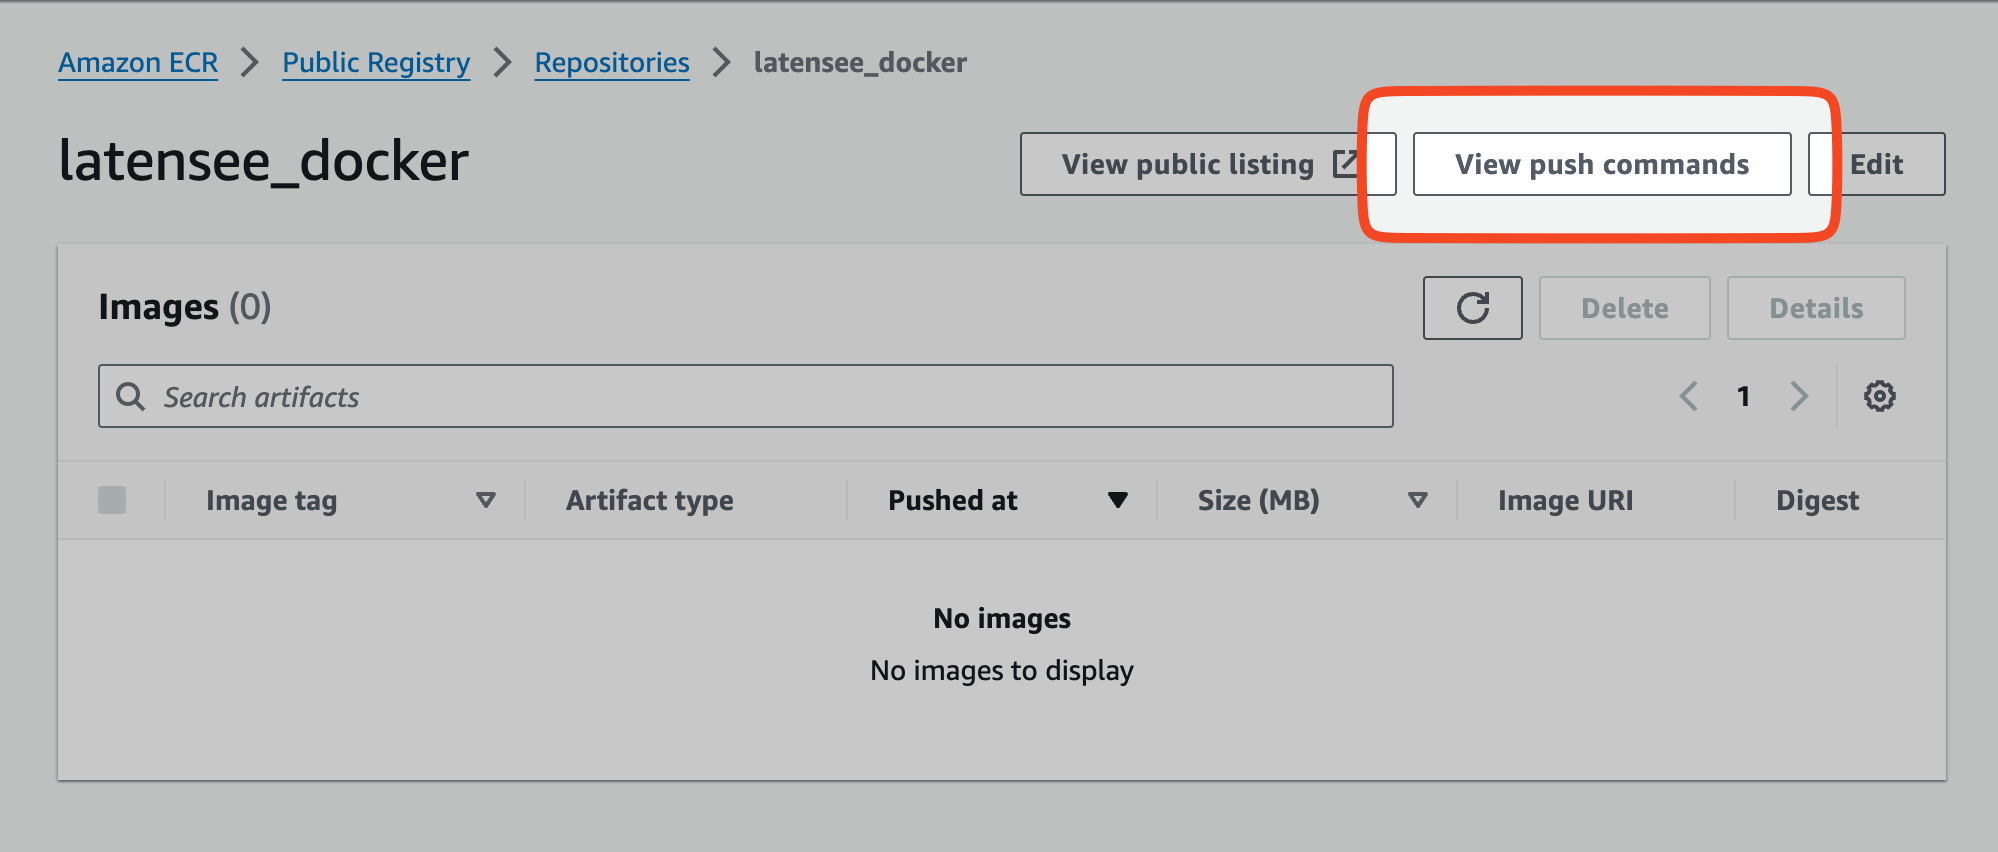 Amazon ECR > Public Registry > Repositories > latensee_docker
latensee_docker
View public listing
View push commands
Edit
Images (0)
Delete
Details
Search artifacts
1
Image tag
Artifact type
Pushed at
Size (MB)
Image URI
Digest
No images
No images to display